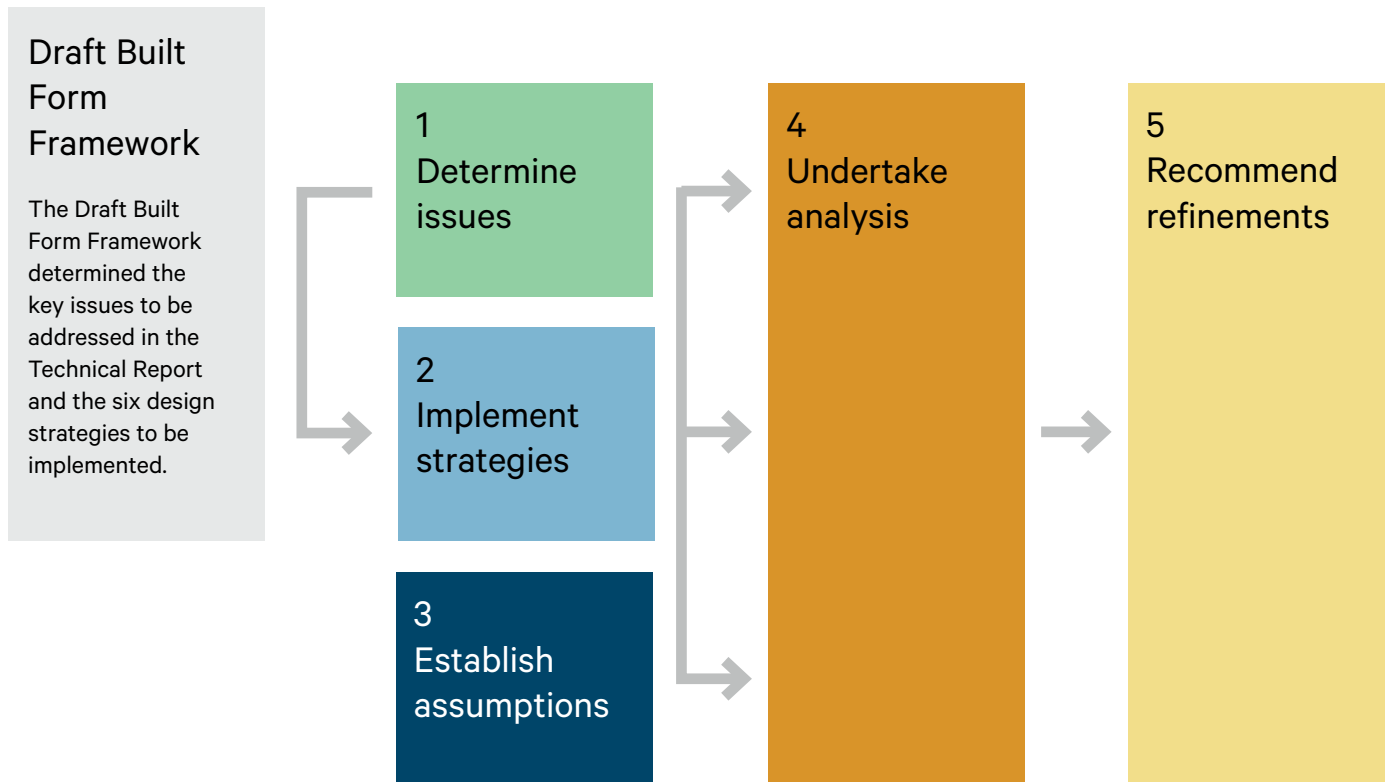 Draft Built
Form
Framework
The Draft Built
Form Framework
determined the
key issues to be
addressed in the
Technical Report
and the six design
strategies to be
implemented.
1
Determine
issues
2
Implement
strategies
3
Establish
assumptions
4
Undertake
analysis
5
Recommend
refinements